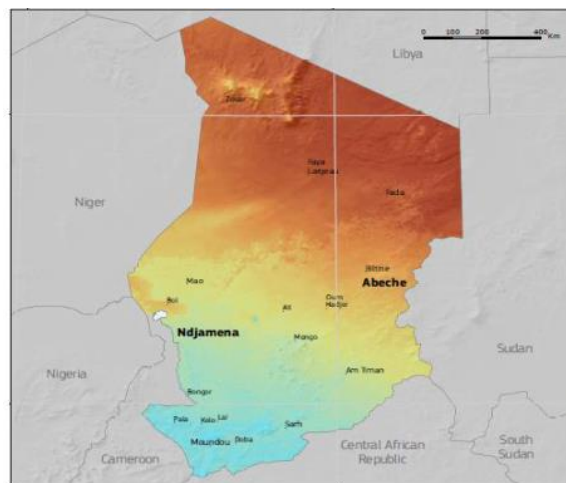 0 100 200 400
Km
Libya
Zouar
Faya
Largeau
Fada
Niger
Biltine
Abeche
Mao
Bol
Ati
Oum
Hadjer
Ndjamena
Mongo
Sudan
Nigeria
Am Timan
Bongor
Pala
Kelo
Lai
Sarh
Moundou
Doba
Central African
Republic
South
Sudan
Cameroon